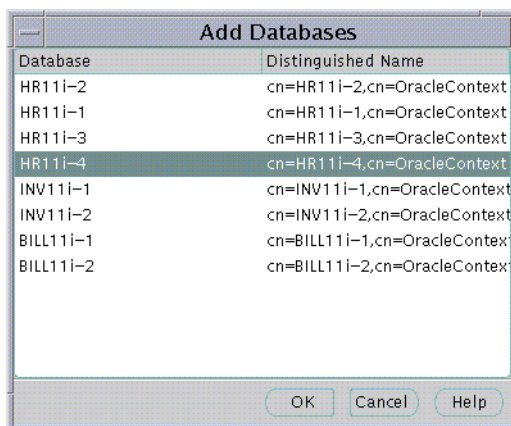 Add Databases
Database Distinguished Name
HR11i-2 cn=HR11i-2,cn=OracleContext
HR11i-1 cn=HR11i-1,cn=OracleContext
HR11i-3 cn=HR11i-3,cn=OracleContext
HR11i-4 cn=HR11i-4,cn=OracleContext
INV11i-1 cn=INV11i-1,cn=OracleContext
INV11i-2 cn=INV11i-2,cn=OracleContext
BILL11i-1 cn=BILL11i-1,cn=OracleContex
BILL11i-2 cn=BILL11i-2,cn=OracleContex
OK Cancel Help